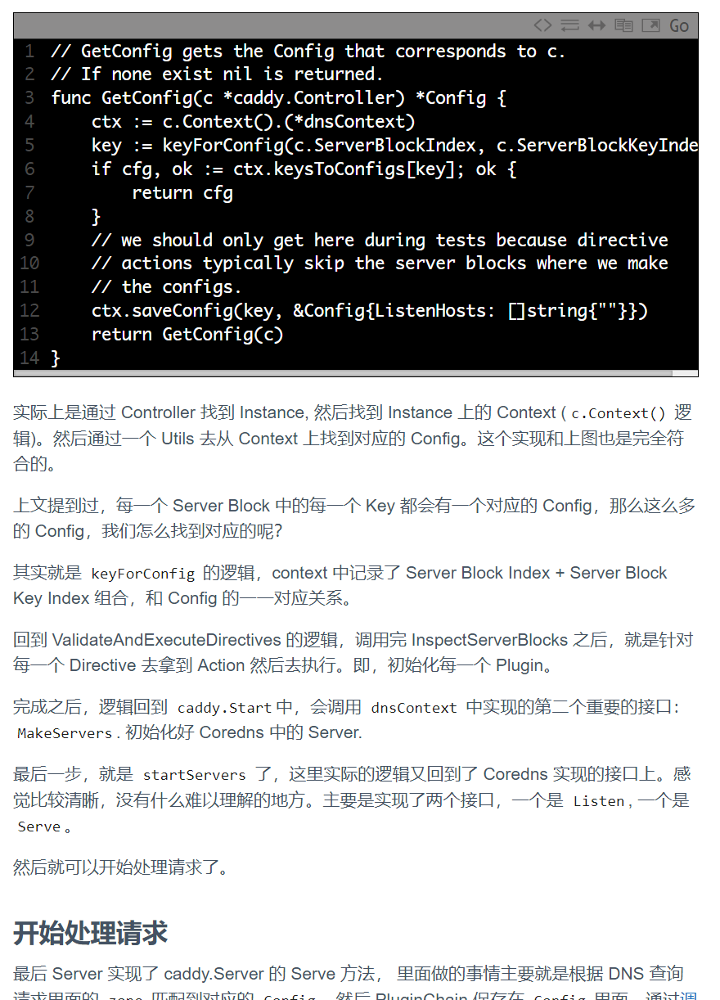 Go
1 // GetConfig gets the Config that corresponds to c.
2 // If none exist nil is returned.
3 func GetConfig(c *caddy.Controller) *Config {
4     ctx := c.Context().(*dnsContext)
5     key := keyForConfig(c.ServerBlockIndex, c.ServerBlockKeyInde
6     if cfg, ok := ctx.keysToConfigs[key]; ok {
7         return cfg
8     }
9     // we should only get here during tests because directive
10     // actions typically skip the server blocks where we make
11     // the configs.
12     ctx.saveConfig(key, &Config{ListenHosts: []string{""}})
13     return GetConfig(c)
14 }
实际上是通过 Controller 找到 Instance, 然后找到 Instance 上的 Context ( c.Context() 逻
辑)。然后通过一个 Utils 去从 Context 上找到对应的 Config。这个实现和上图也是完全符
合的。
上文提到过，每一个 Server Block 中的每一个 Key 都会有一个对应的 Config，那么这么多
的 Config，我们怎么找到对应的呢?
其实就是 keyForConfig 的逻辑，context 中记录了 Server Block Index + Server Block
Key Index 组合，和 Config 的一一对应关系。
回到 ValidateAndExecuteDirectives 的逻辑，调用完 InspectServerBlocks 之后，就是针对
每一个 Directive 去拿到 Action 然后去执行。即，初始化每一个 Plugin。
完成之后，逻辑回到 caddy.Start 中，会调用 dnsContext 中实现的第二个重要的接口：
MakeServers . 初始化好 Coredns 中的 Server.
最后一步，就是 startServers 了，这里实际的逻辑又回到了 Coredns 实现的接口上。感
觉比较清晰，没有什么难以理解的地方。主要是实现了两个接口，一个是 Listen , 一个是
Serve 。
然后就可以开始处理请求了。
开始处理请求
最后 Server 实现了 caddy.Server 的 Serve 方法， 里面做的事情主要就是根据 DNS 查询
请求里面的 zone 匹配到对应的 Config ，然后 PluginChain 保存在 Config 里面，通过调